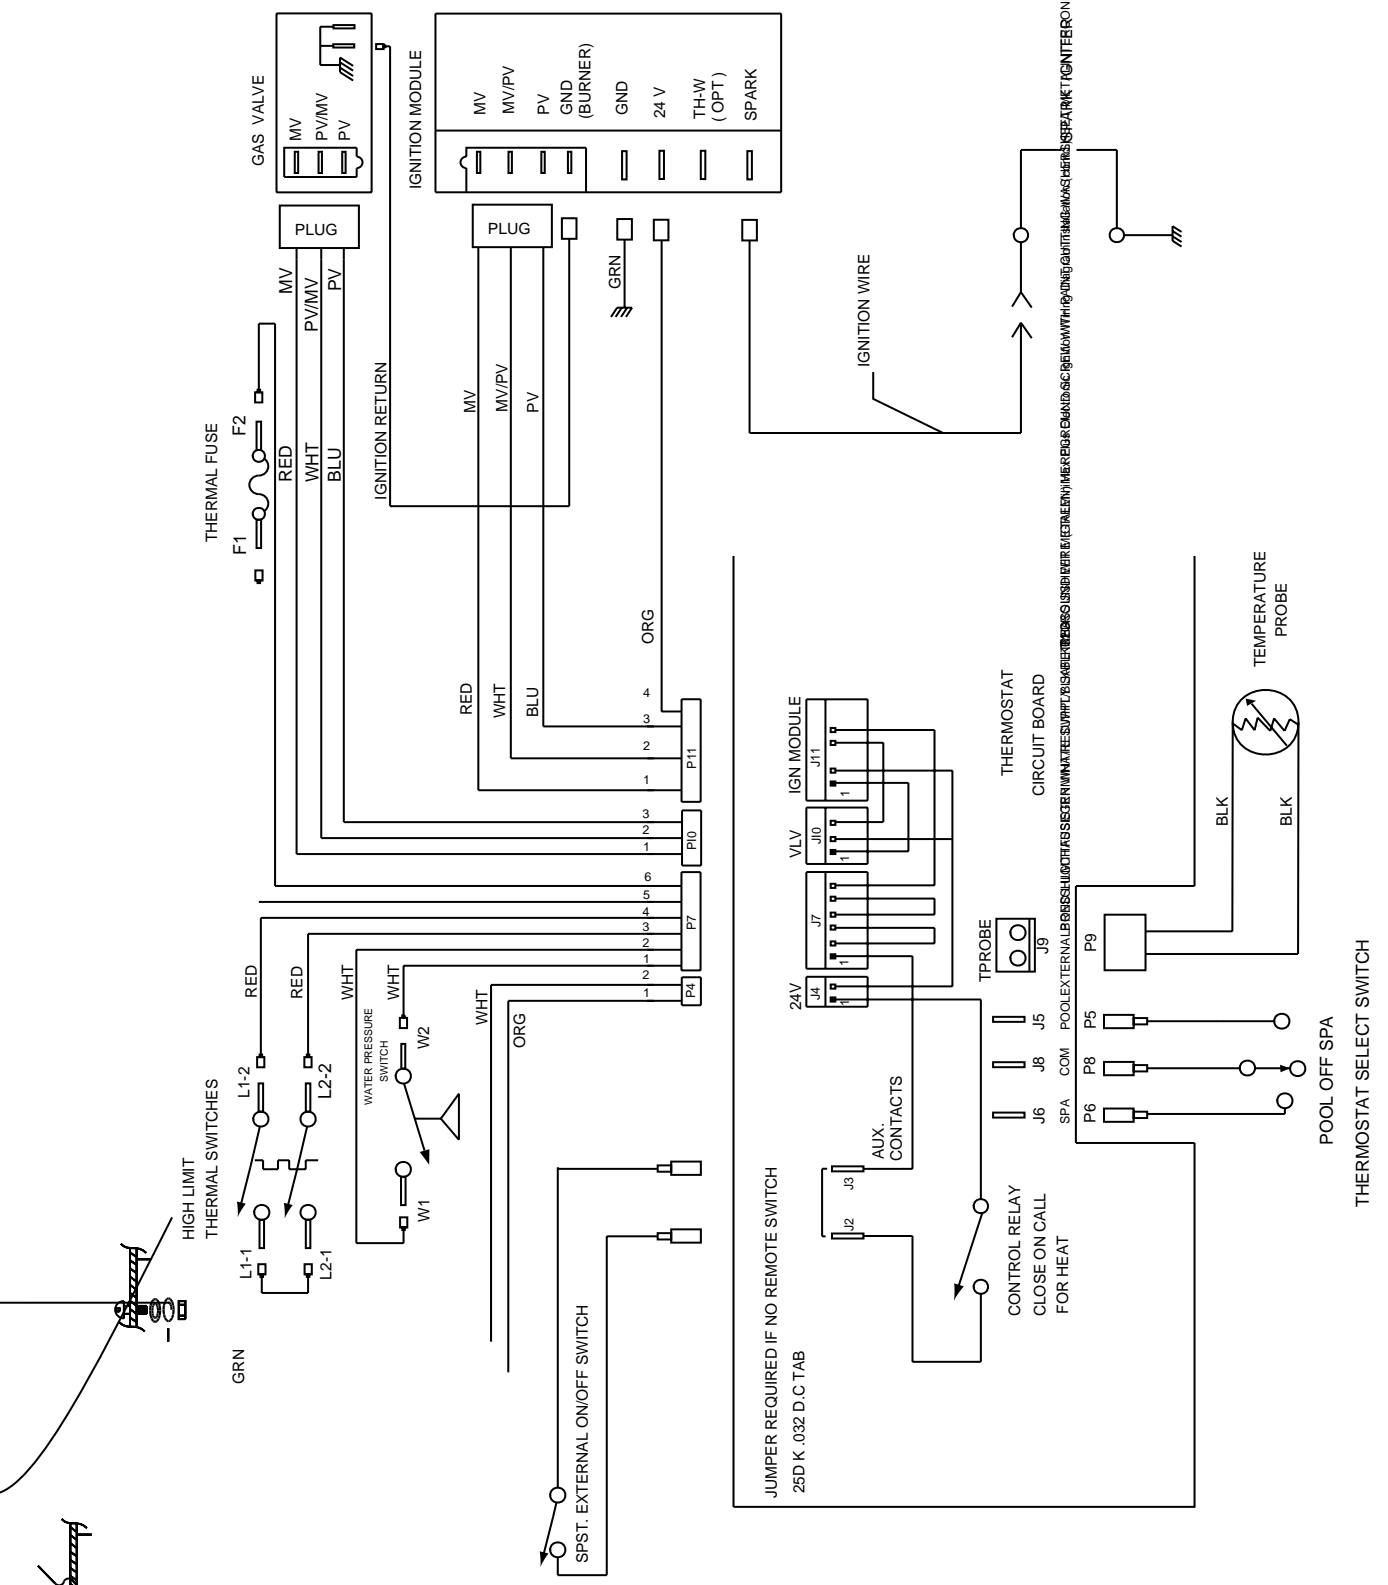 GAS VALVE
MV
PV/MV
PV
PLUG
MV
PV/MV
PV
IGNITION MODULE
MV
MV/PV
PV
GND
(BURNER)
GND
24 V
TH-W
( OPT )
SPARK
PLUG
GRN
IGNITION WIRE
SPARK IGNITER
THERMAL FUSE
F1
F2
RED
WHT
BLU
IGNITION RETURN
MV
MV/PV
PV
RED
WHT
BLU
ORG
4
3
2
1
P11
3
2
1
PI0
6
5
4
3
2
1
P7
2
1
P4
RED
RED
WHT
WHT
WHT
ORG
HIGH LIMIT
THERMAL SWITCHES
L1-2
L2-2
L1-1
L2-1
WATER PRESSURE
SWITCH
W2
W1
GRN
SPST. EXTERNAL ON/OFF SWITCH
JUMPER REQUIRED IF NO REMOTE SWITCH
25D K .032 D.C TAB
IGN MODULE
J11
1
VLV
JI0
1
J7
1
24V
J4
1
AUX.
CONTACTS
J3
J2
CONTROL RELAY
CLOSE ON CALL
FOR HEAT
THERMOSTAT
CIRCUIT BOARD
TPROBE
J9
J5
J8
J6
POOL
COM
SPA
P9
P5
P8
P6
BLK
BLK
TEMPERATURE
PROBE
POOL OFF SPA
THERMOSTAT SELECT SWITCH